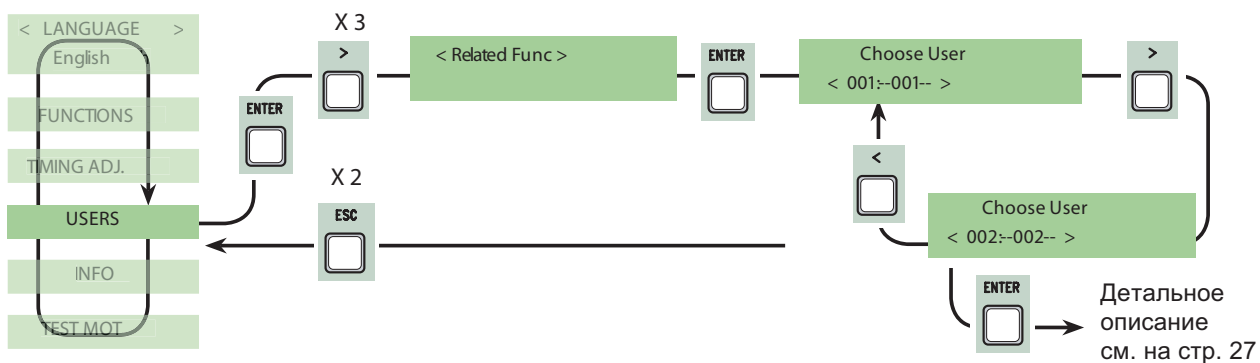 < LANGUAGE >
English
FUNCTIONS
TIMING ADJ.
USERS
INFO
TEST MOT
ENTER
X 3
>
< Related Func >
ENTER
Choose User
< 001:--001-- >
>
<
Choose User
< 002:--002-- >
X 2
ESC
ENTER
Детальное
описание
см. на стр. 27